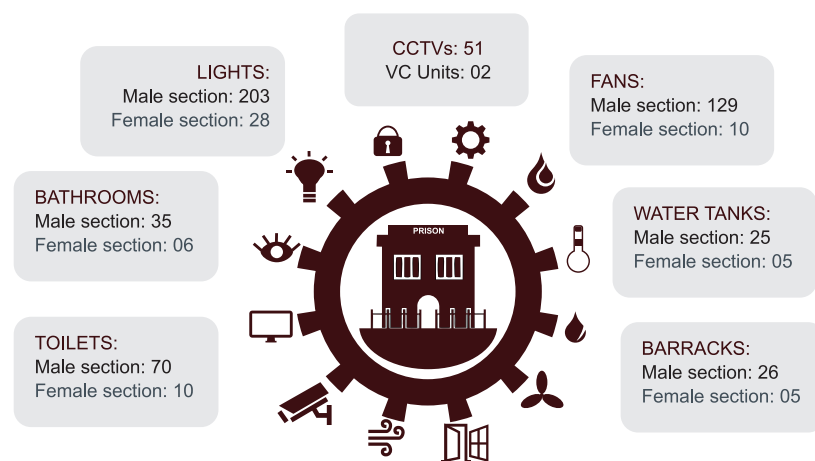 CCTVs: 51
VC Units: 02
LIGHTS:
Male section: 203
Female section: 28
FANS:
Male section: 129
Female section: 10
BATHROOMS:
Male section: 35
Female section: 06
PRISON
WATER TANKS:
Male section: 25
Female section: 05
TOILETS:
Male section: 70
Female section: 10
BARRACKS:
Male section: 26
Female section: 05